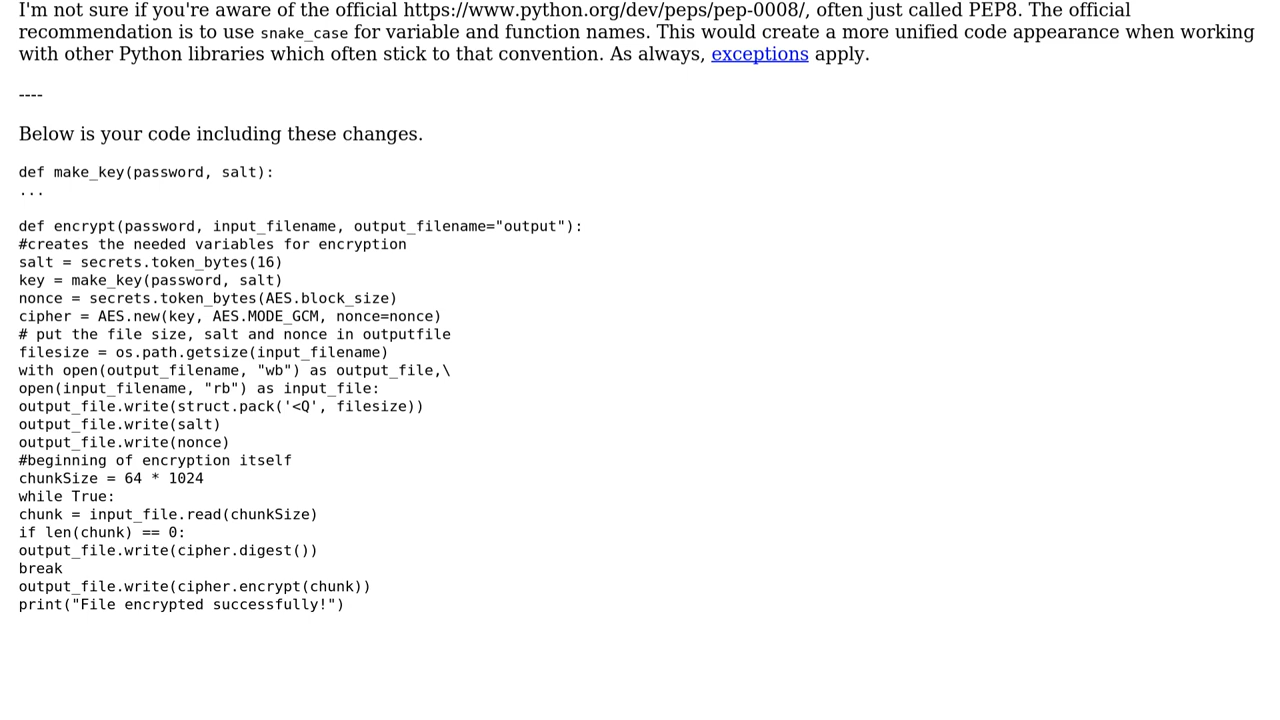 I'm not sure if you're aware of the official https://www.python.org/dev/peps/pep-0008/, often just called PEP8. The official
recommendation is to use snake_case for variable and function names. This would create a more unified code appearance when working
with other Python libraries which often stick to that convention. As always, exceptions apply.
----
Below is your code including these changes.
def make_key(password, salt):
...
def encrypt(password, input_filename, output_filename="output"):
#creates the needed variables for encryption
salt = secrets.token_bytes(16)
key = make_key(password, salt)
nonce = secrets.token_bytes(AES.block_size)
cipher = AES.new(key, AES.MODE_GCM, nonce=nonce)
# put the file size, salt and nonce in outputfile
filesize = os.path.getsize(input_filename)
with open(output_filename, "wb") as output_file,\
open(input_filename, "rb") as input_file:
output_file.write(struct.pack('<Q', filesize))
output_file.write(salt)
output_file.write(nonce)
#beginning of encryption itself
chunkSize = 64 * 1024
while True:
chunk = input_file.read(chunkSize)
if len(chunk) == 0:
output_file.write(cipher.digest())
break
output_file.write(cipher.encrypt(chunk))
print("File encrypted successfully!")